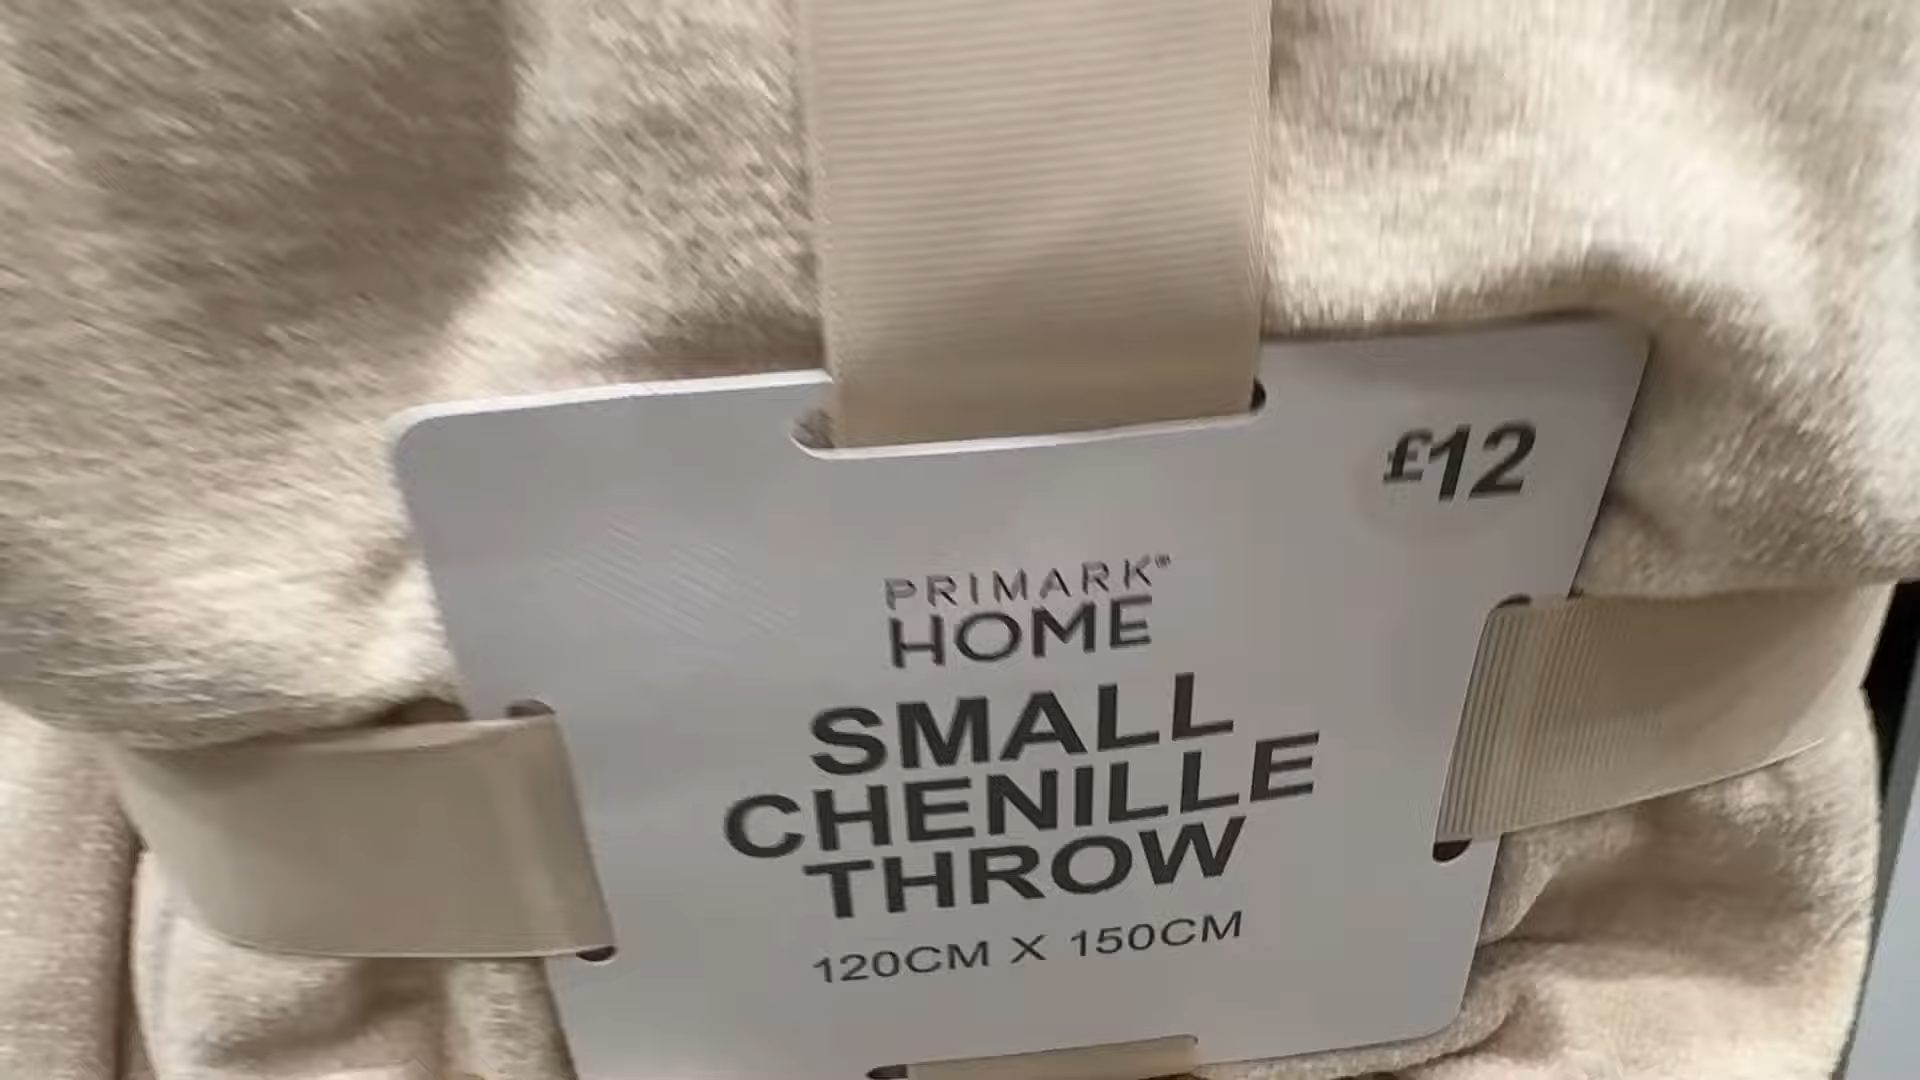 £12
PRIMARK®
HOME
SMALL
CHENILLE
THROW
120CM X 150CM